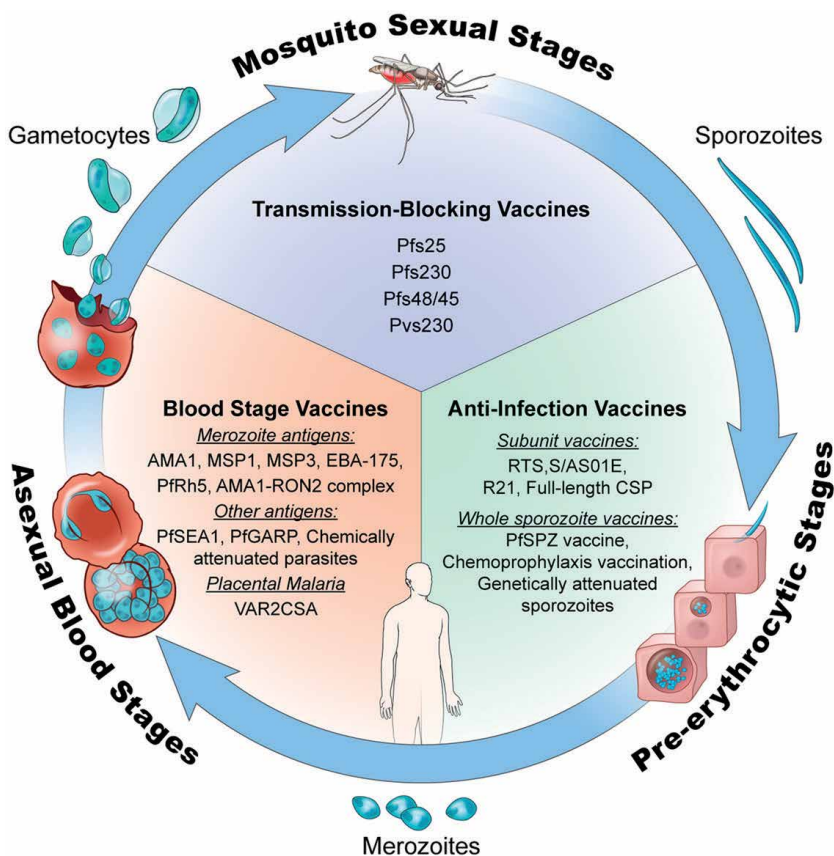 Mosquito Sexual Stages
Gametocytes
Sporozoites
Transmission-Blocking Vaccines
Pfs25
Pfs230
Pfs48/45
Pvs230
Blood Stage Vaccines
Merozoite antigens:
AMA1, MSP1, MSP3, EBA-175,
PfRh5, AMA1-RON2 complex
Other antigens:
PfSEA1, PfGARP, Chemically
attenuated parasites
Placental Malaria
VAR2CSA
Anti-Infection Vaccines
Subunit vaccines:
RTS,S/AS01E,
R21, Full-length CSP
Whole sporozoite vaccines:
PfSPZ vaccine,
Chemoprophylaxis vaccination,
Genetically attenuated
sporozoites
Asexual Blood Stages
Pre-erythrocytic Stages
Merozoites